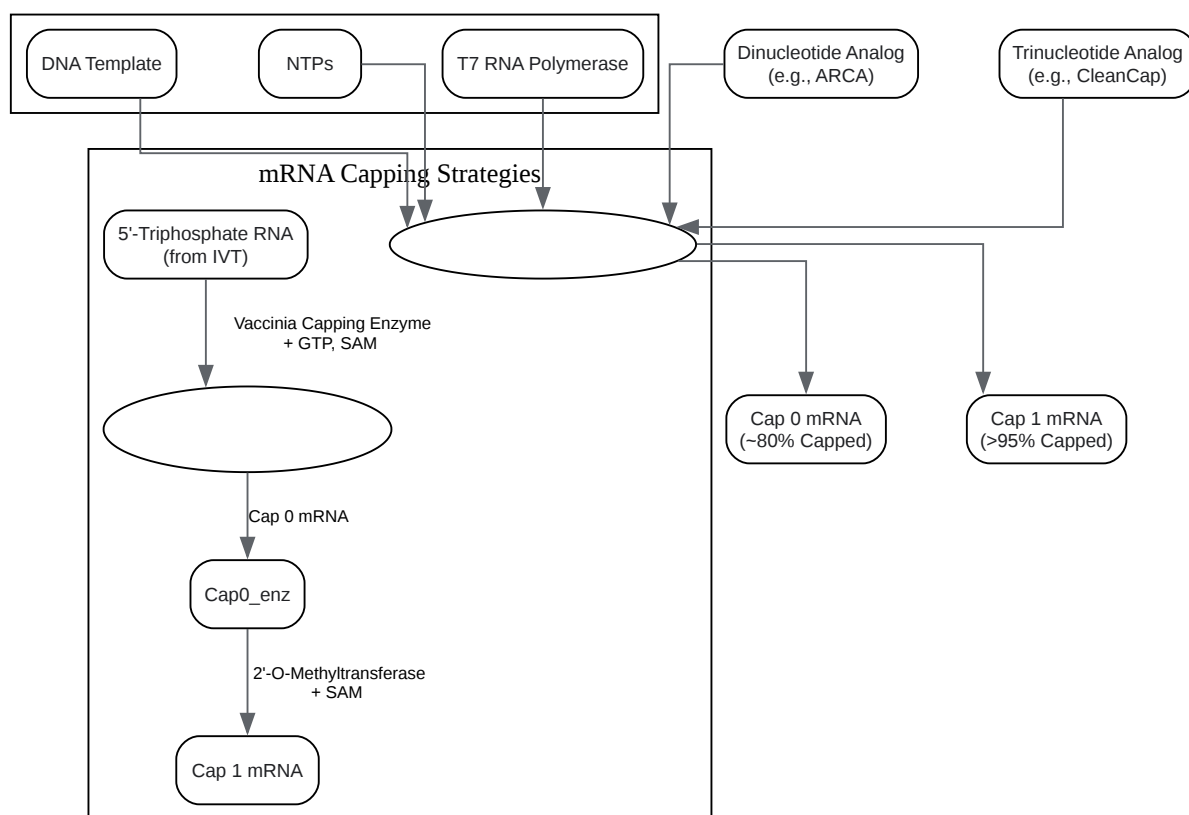 DNA Template
NTPs
T7 RNA Polymerase
Dinucleotide Analog
(e.g., ARCA)
Trinucleotide Analog
(e.g., CleanCap)
mRNA Capping Strategies
5'-Triphosphate RNA
(from IVT)
Vaccinia Capping Enzyme
+ GTP, SAM
Cap 0 mRNA
(~80% Capped)
Cap 1 mRNA
(>95% Capped)
Cap 0 mRNA
Cap0_enz
2'-O-Methyltransferase
+ SAM
Cap 1 mRNA